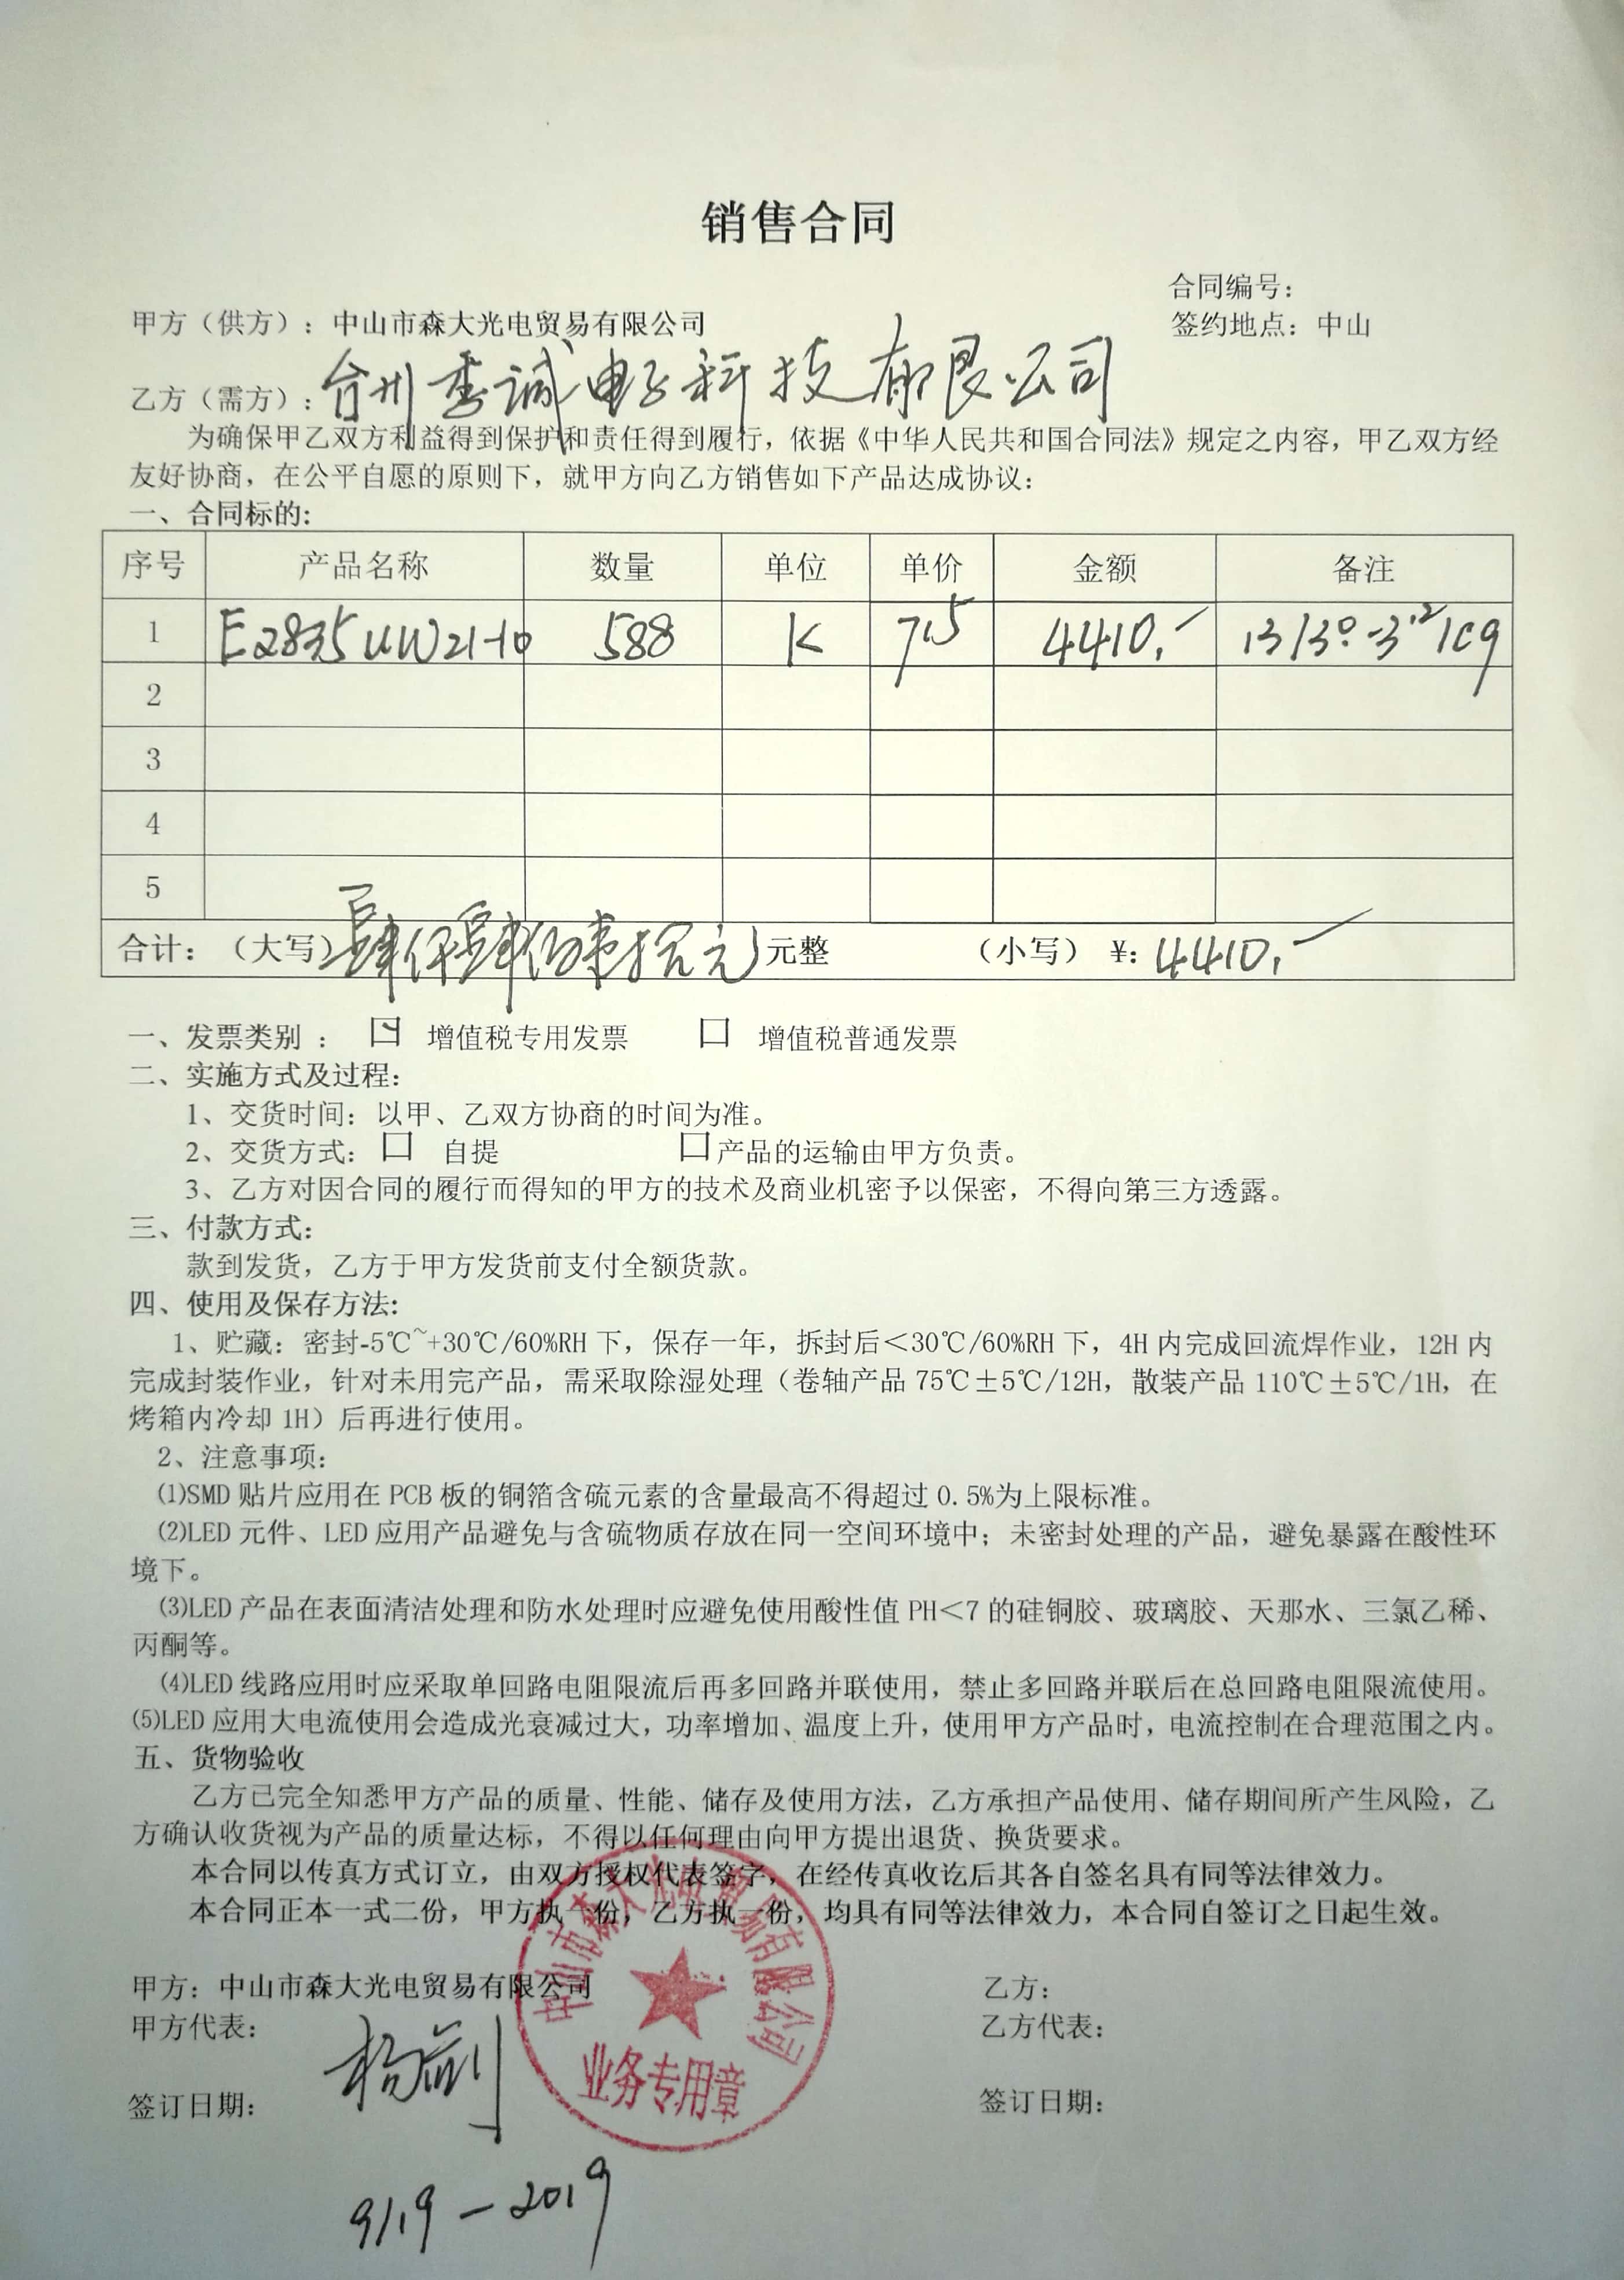 销售合同
合同编号：
甲方（供方）：中山市森大光电贸易有限公司
签约地点：中山
乙方（需方）：台州季诚电子科技有限公司
为确保甲乙双方利益得到保护和责任得到履行，依据《中华人民共和国合同法》规定之内容，甲乙双方经
友好协商，在公平自愿的原则下，就甲方向乙方销售如下产品达成协议：
一、合同标的：
序号 产品名称 数量 单位 单价 金额 备注
1 E2835UW21-10 588 K 7.5 4410.-
2
3
4
5
合计：（大写）肆仟肆佰壹拾元元整 （小写）¥：4410.-
一、发票类别 ： 增值税专用发票 □ 增值税普通发票
二、实施方式及过程：
1、交货时间：以甲、乙双方协商的时间为准。
2、交货方式：□ 自提 □产品的运输由甲方负责。
3、乙方对因合同的履行而得知的甲方的技术及商业机密予以保密，不得向第三方透露。
三、付款方式：
款到发货，乙方于甲方发货前支付全额货款。
四、使用及保存方法:
1、贮藏：密封-5℃~+30℃/60%RH 下，保存一年，拆封后＜30℃/60%RH 下，4H 内完成回流焊作业，12H 内
完成封装作业，针对未用完产品，需采取除湿处理（卷轴产品 75℃±5℃/12H，散装产品 110℃±5℃/1H，在
烤箱内冷却 1H）后再进行使用。
2、注意事项：
⑴SMD 贴片应用在 PCB 板的铜箔含硫元素的含量最高不得超过 0.5%为上限标准。
⑵LED 元件、LED 应用产品避免与含硫物质存放在同一空间环境中；未密封处理的产品，避免暴露在酸性环
境下。
⑶LED 产品在表面清洁处理和防水处理时应避免使用酸性值 PH＜7 的硅铜胶、玻璃胶、天那水、三氯乙稀、
丙酮等。
⑷LED 线路应用时应采取单回路电阻限流后再多回路并联使用，禁止多回路并联后在总回路电阻限流使用。
⑸LED 应用大电流使用会造成光衰减过大，功率增加、温度上升，使用甲方产品时，电流控制在合理范围之内。
五、货物验收
乙方已完全知悉甲方产品的质量、性能、储存及使用方法，乙方承担产品使用、储存期间所产生风险，乙
方确认收货视为产品的质量达标，不得以任何理由向甲方提出退货、换货要求。
本合同以传真方式订立，由双方授权代表签字，在经传真收讫后其各自签名具有同等法律效力。
本合同正本一式二份，甲方执一份，乙方执一份，均具有同等法律效力，本合同自签订之日起生效。
中山市森大光电贸易有限公司
业务专用章
甲方：中山市森大光电贸易有限公司
乙方：
甲方代表：
乙方代表：
签订日期：
签订日期：
9/19-2019